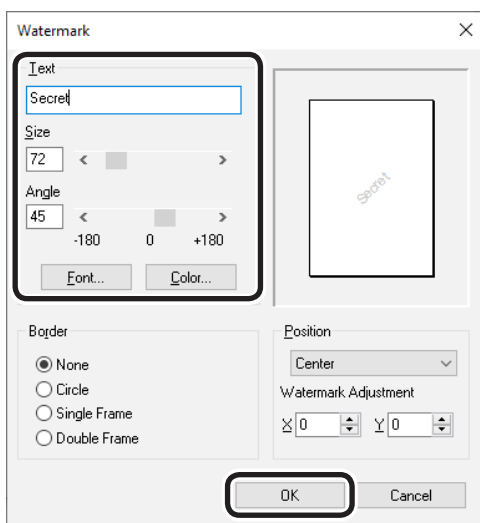 Watermark
Text
Secret
Size
72
Angle
45
-180 0 +180
Font... Color...
Secret
Border
None
Circle
Single Frame
Double Frame
Position
Center
Watermark Adjustment
X 0 Y 0
OK Cancel